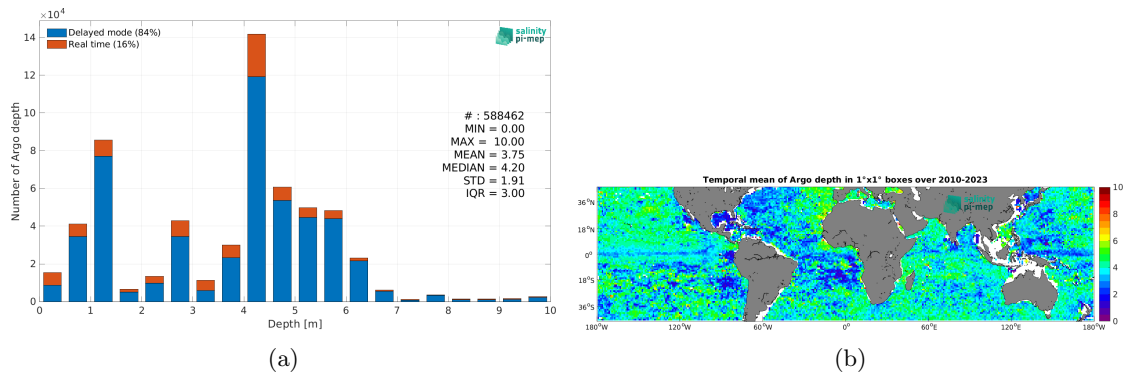 ×10⁴
Delayed mode (84%)
Real time (16%)
salinity
pi-mep
14
12
10
8
6
4
2
0
Number of Argo depth
# : 588462
MIN = 0.00
MAX = 10.00
MEAN = 3.75
MEDIAN = 4.20
STD = 1.91
IQR = 3.00
0 1 2 3 4 5 6 7 8 9 10
Depth [m]
(a)
Temporal mean of Argo depth in 1°x1° boxes over 2010-2023
salinity
pi-mep
36°N
18°N
0°
18°S
36°S
180°W 120°W 60°W 0° 60°E 120°E 180°W
10
8
6
4
2
0
(b)